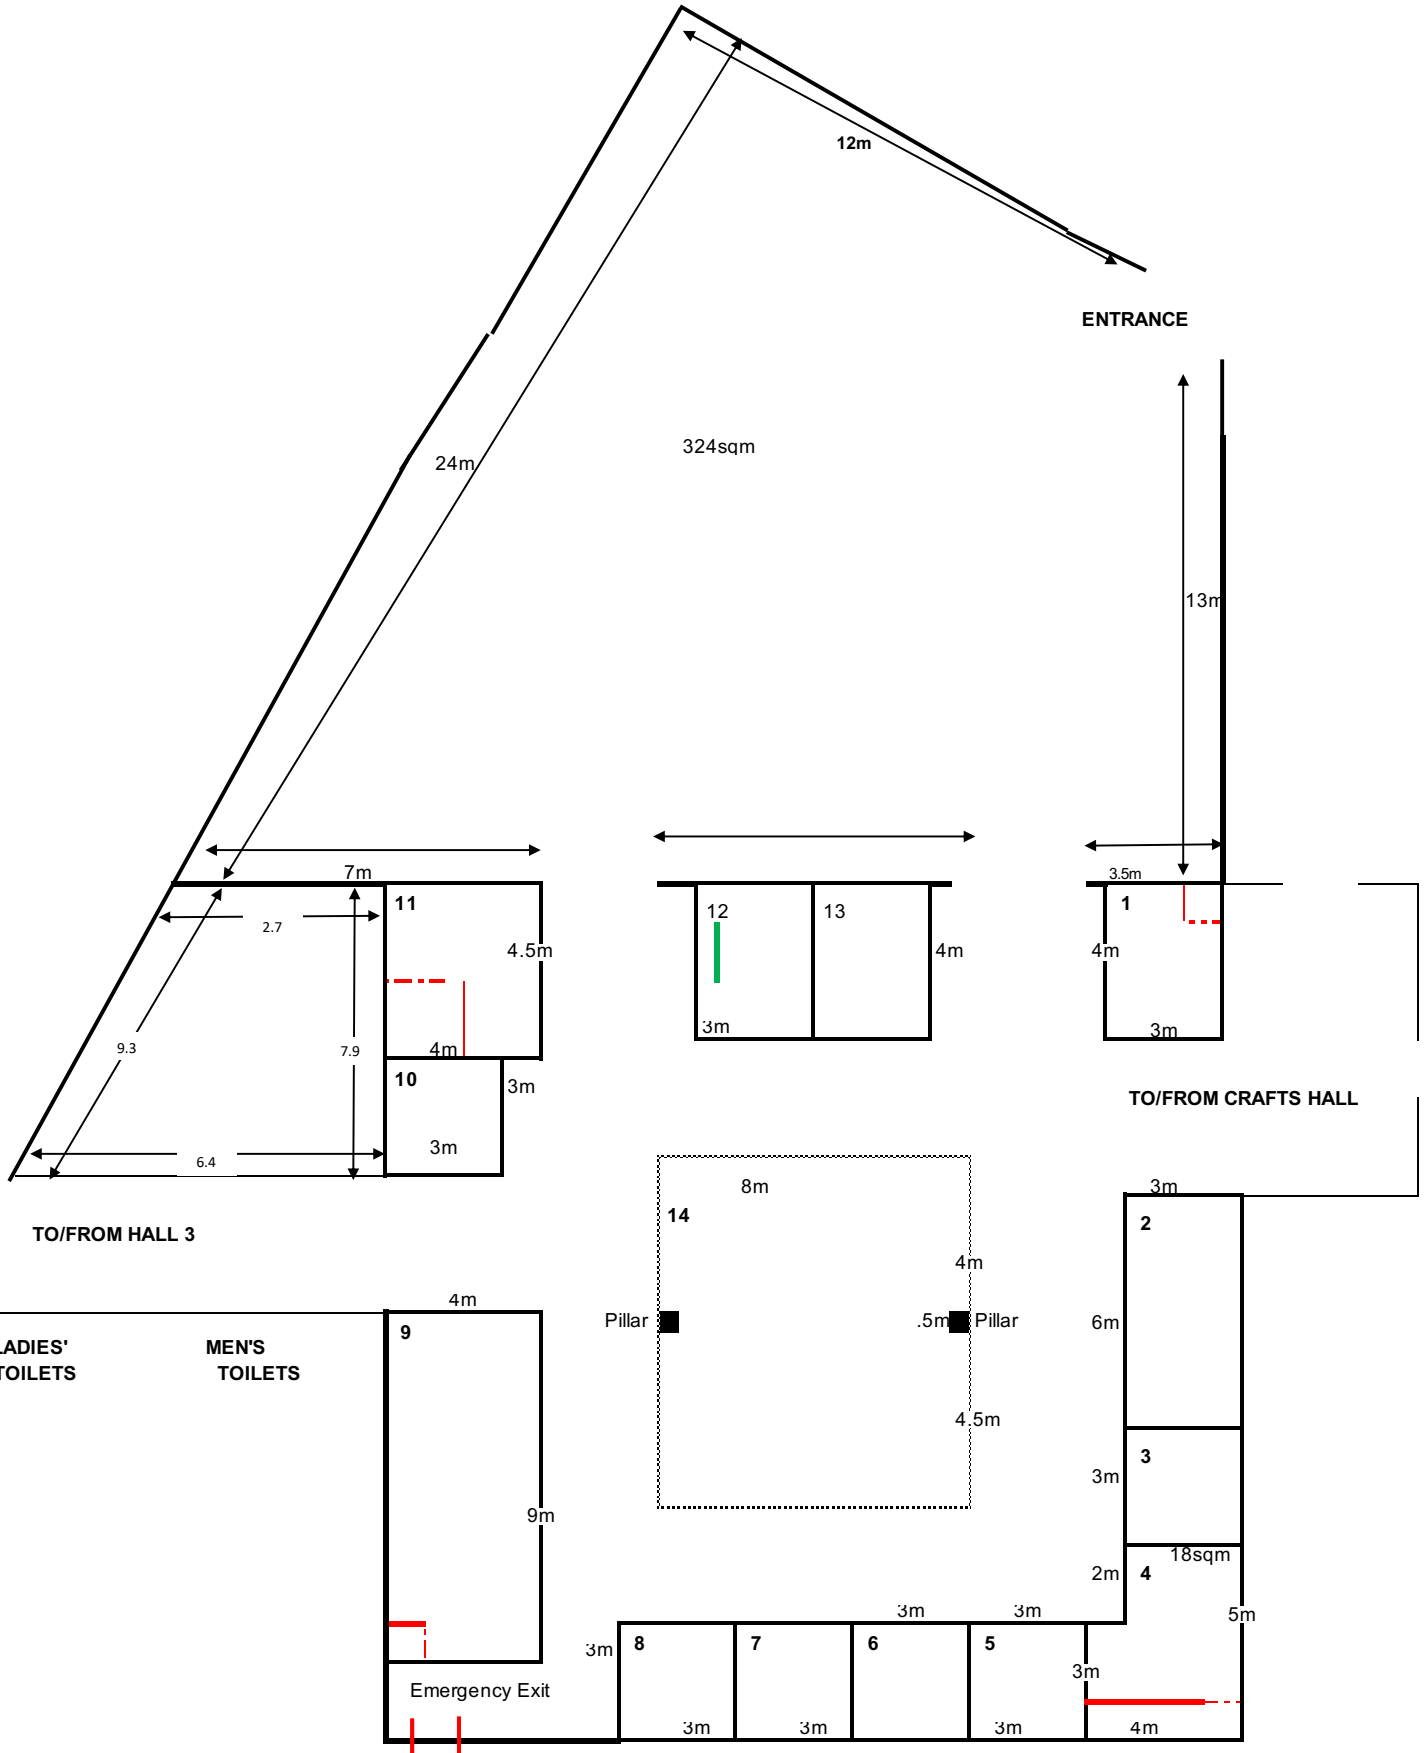 12m
ENTRANCE
324sqm
24m
13m
7m
3.5m
11
12
13
1
2.7
4.5m
4m
4m
3m
3m
9.3
7.9
4m
10
3m
3m
6.4
TO/FROM CRAFTS HALL
8m
3m
14
2
TO/FROM HALL 3
4m
4m
9
Pillar
.5m
Pillar
6m
LADIES'
MEN'S
TOILETS
TOILETS
4.5m
3
3m
9m
18sqm
2m
4
3m
3m
5m
3m
8
7
6
5
3m
Emergency Exit
3m
3m
3m
4m